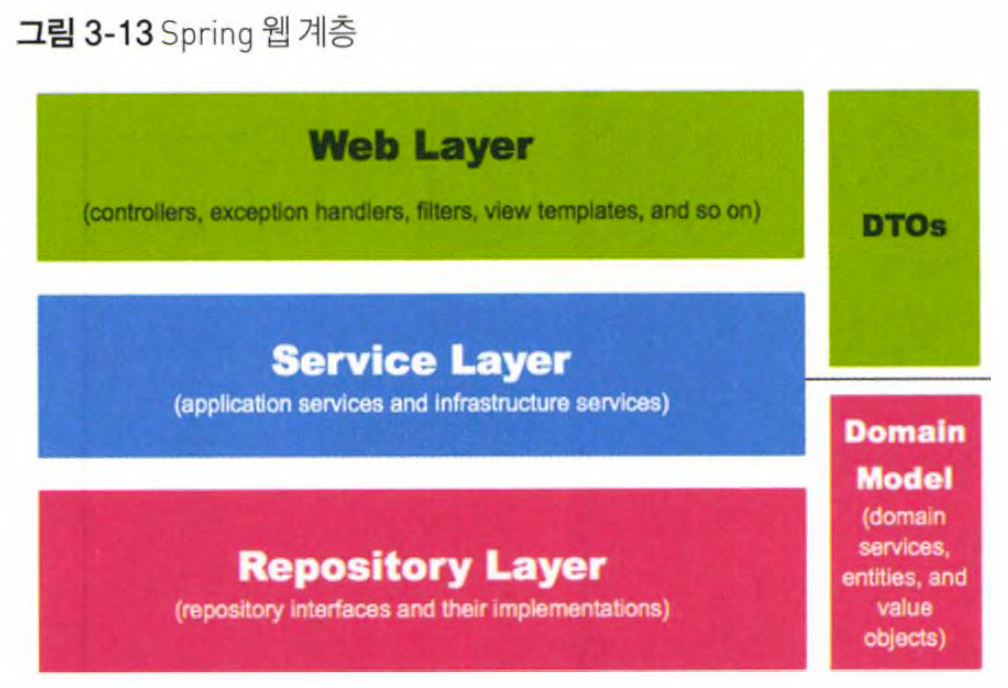 그림 3-13 Spring 웹 계층
Web Layer
(controllers, exception handlers, filters, view templates, and so on)
DTOs
Service Layer
(application services and infrastructure services)
Domain
Model
(domain
services,
entities, and
value
objects)
Repository Layer
(repository interfaces and their implementations)